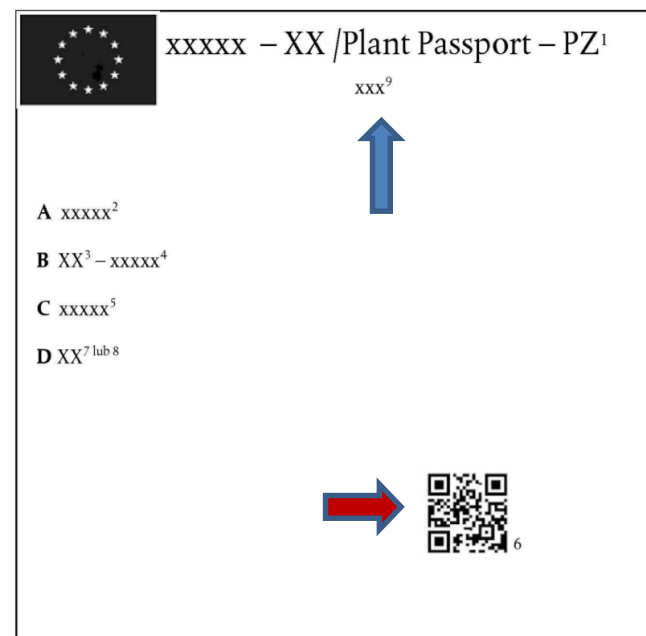 xxxxx – XX /Plant Passport – PZ¹
xxx⁹
A xxxxx²
B XX³ – xxxxx⁴
C xxxxx⁵
D XX⁷ ˡᵘᵇ ⁸
6